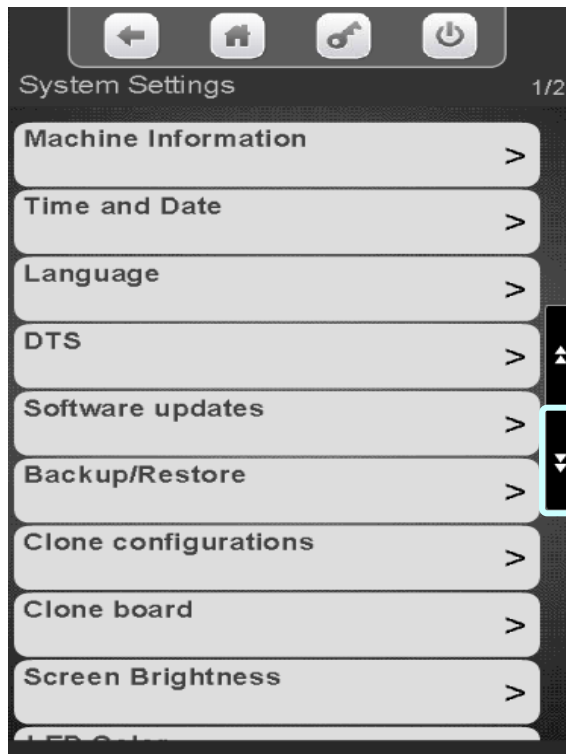 System Settings
1/2
Machine Information
>
Time and Date
>
Language
>
DTS
>
Software updates
>
Backup/Restore
>
Clone configurations
>
Clone board
>
Screen Brightness
>